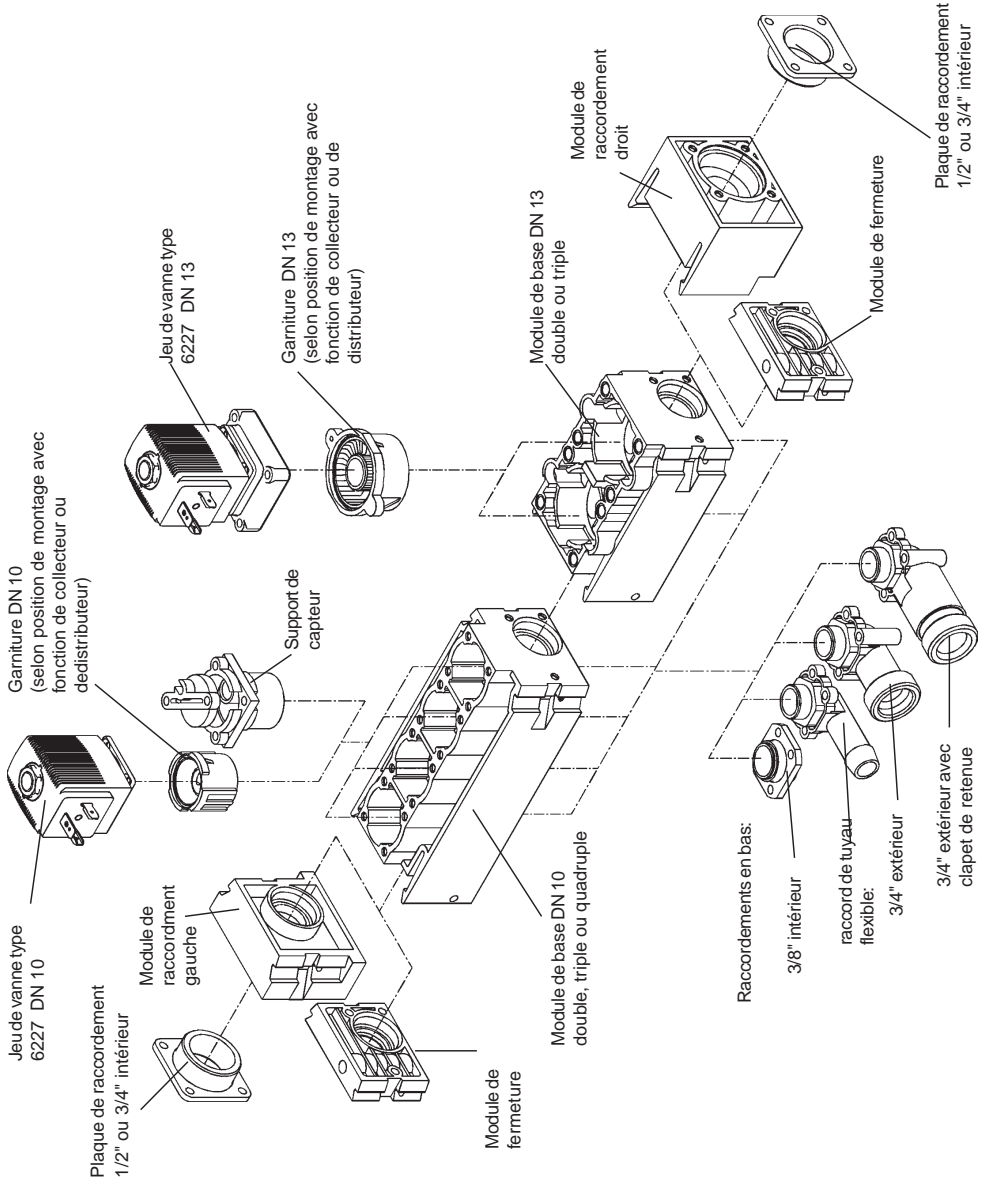 Plaque de raccordement
1/2" ou 3/4" intérieur
Jeu de vanne type
6227  DN 10
Garniture DN 10
(selon position de montage avec
fonction de collecteur ou
dedistributeur)
Jeu de vanne type
6227  DN 13
Garniture  DN 13
(selon position de montage avec
fonction de collecteur ou de
distributeur)
Module de
raccordment
gauche
Support de
capteur
Module de base DN 13
double ou triple
Module de
raccordement
droit
Module de
fermeture
Module de base DN 10
double, triple ou quadruple
Raccordements en bas:
3/8" intérieur
raccord de tuyau
flexible:
3/4" extérieur
3/4" extérieur avec
clapet de retenue
Module de fermeture
Plaque de raccordement
1/2" ou 3/4" intérieur